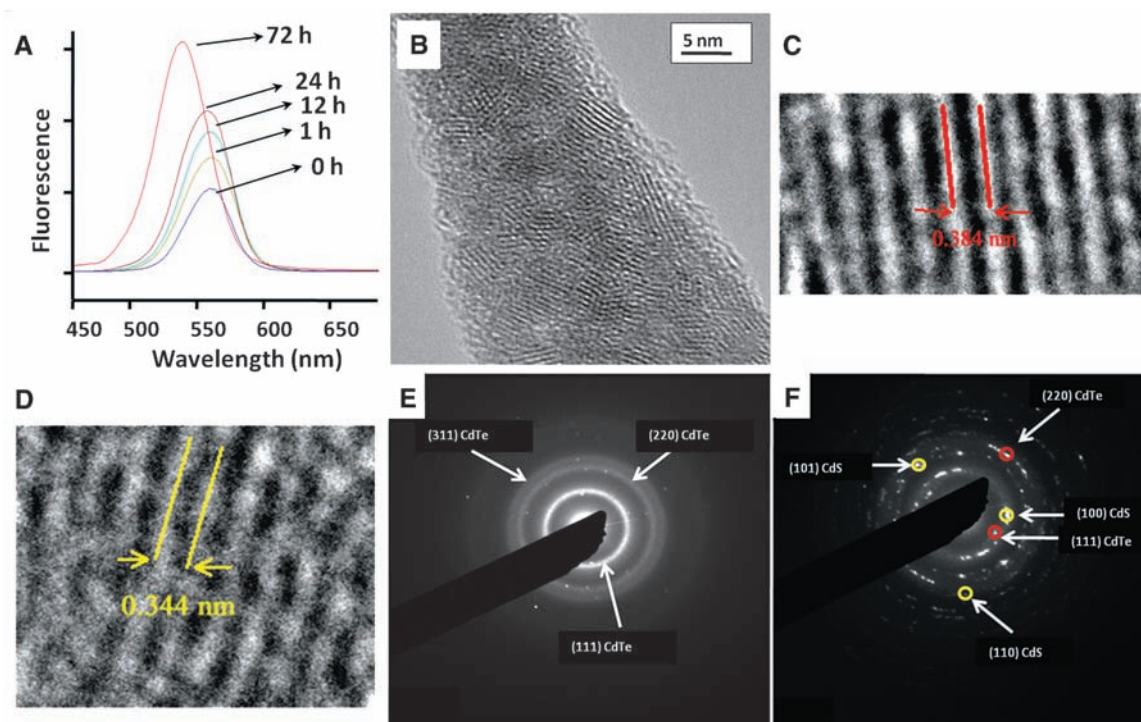 A
72 h
24 h
12 h
1 h
0 h
Fluorescence
450 500 550 600 650
Wavelength (nm)
B
5 nm
C
0.384 nm
D
0.344 nm
E
(311) CdTe
(220) CdTe
(111) CdTe
F
(220) CdTe
(101) CdS
(100) CdS
(111) CdTe
(110) CdS